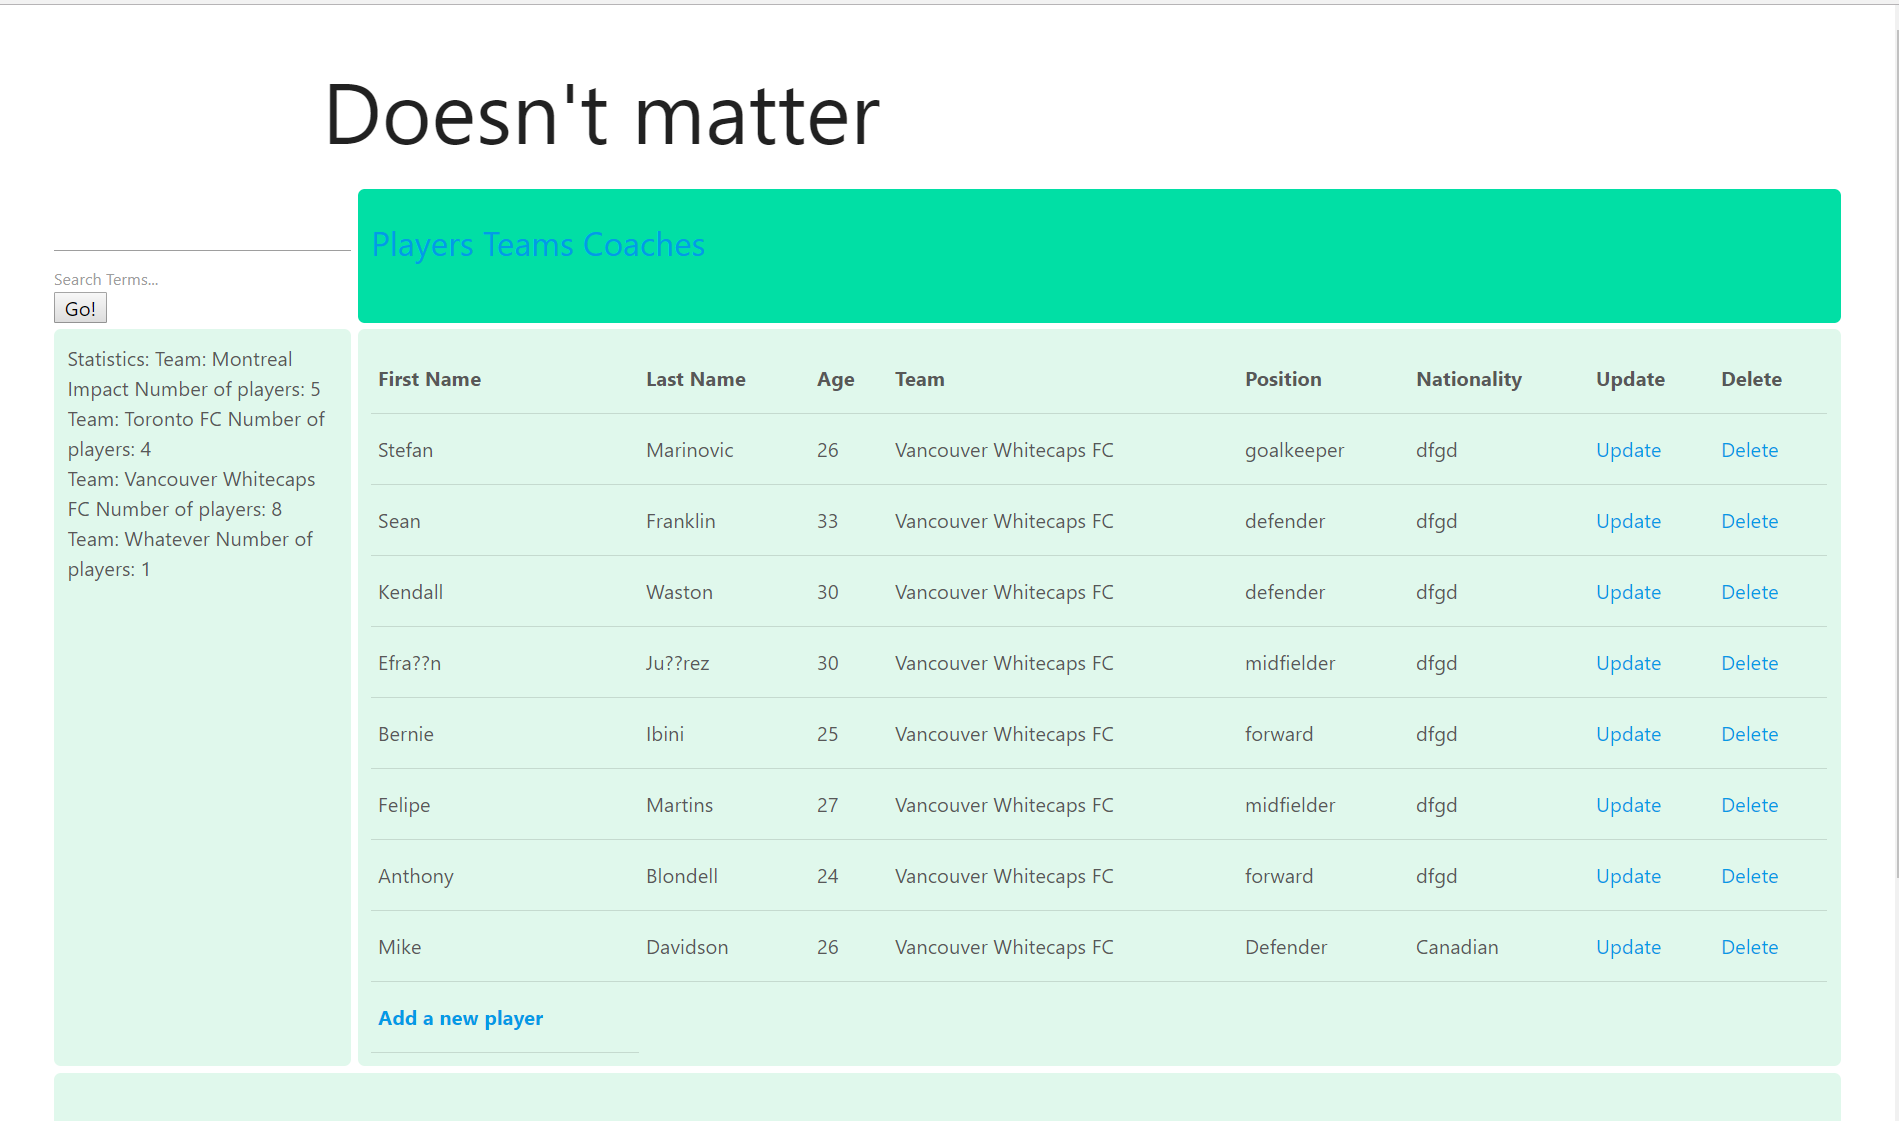 Doesn't matter
Players Teams Coaches
Search Terms...
Go!
Statistics: Team: Montreal
Impact Number of players: 5
Team: Toronto FC Number of
players: 4
Team: Vancouver Whitecaps
FC Number of players: 8
Team: Whatever Number of
players: 1
First Name Last Name Age Team Position Nationality Update Delete
Stefan Marinovic 26 Vancouver Whitecaps FC goalkeeper dfgd Update Delete
Sean Franklin 33 Vancouver Whitecaps FC defender dfgd Update Delete
Kendall Waston 30 Vancouver Whitecaps FC defender dfgd Update Delete
Efra??n Ju??rez 30 Vancouver Whitecaps FC midfielder dfgd Update Delete
Bernie Ibini 25 Vancouver Whitecaps FC forward dfgd Update Delete
Felipe Martins 27 Vancouver Whitecaps FC midfielder dfgd Update Delete
Anthony Blondell 24 Vancouver Whitecaps FC forward dfgd Update Delete
Mike Davidson 26 Vancouver Whitecaps FC Defender Canadian Update Delete
Add a new player